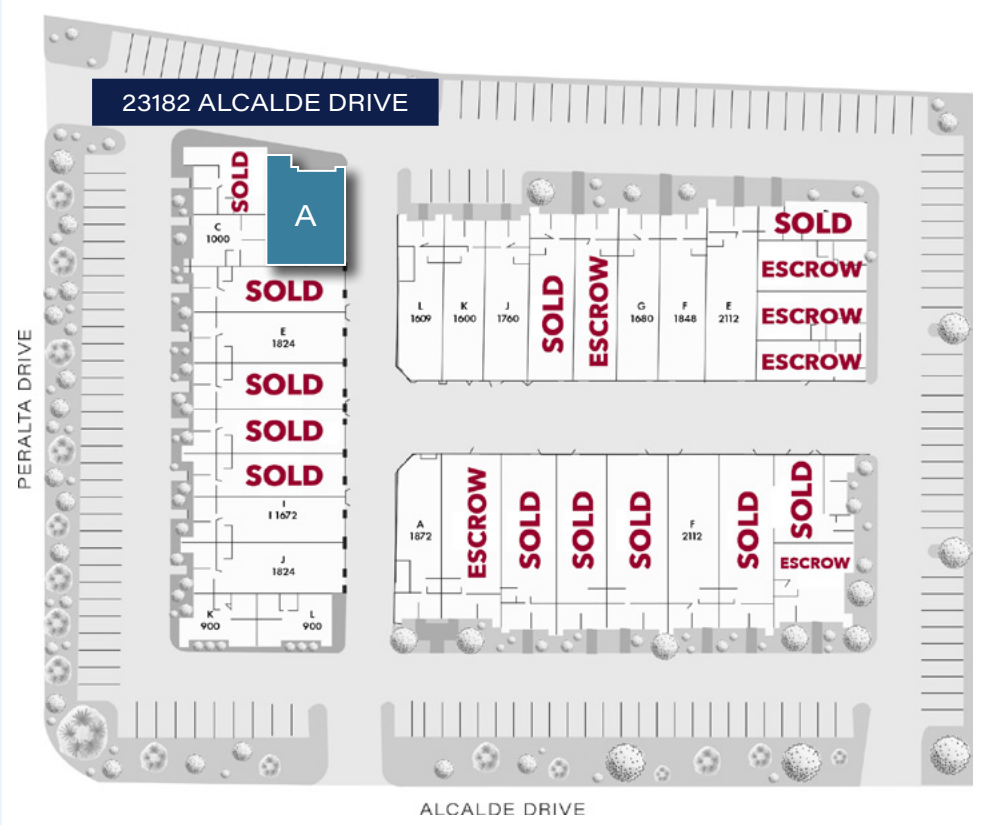 23182 ALCALDE DRIVE
SOLD
A
C
1000
SOLD
E
1824
SOLD
SOLD
SOLD
I
I 1672
J
1824
K
900
L
900
L
1609
K
1600
J
1760
SOLD
ESCROW
G
1680
F
1848
E
2112
SOLD
ESCROW
ESCROW
ESCROW
A
1872
ESCROW
SOLD
SOLD
SOLD
F
2112
SOLD
SOLD
ESCROW
PERALTA DRIVE
ALCALDE DRIVE